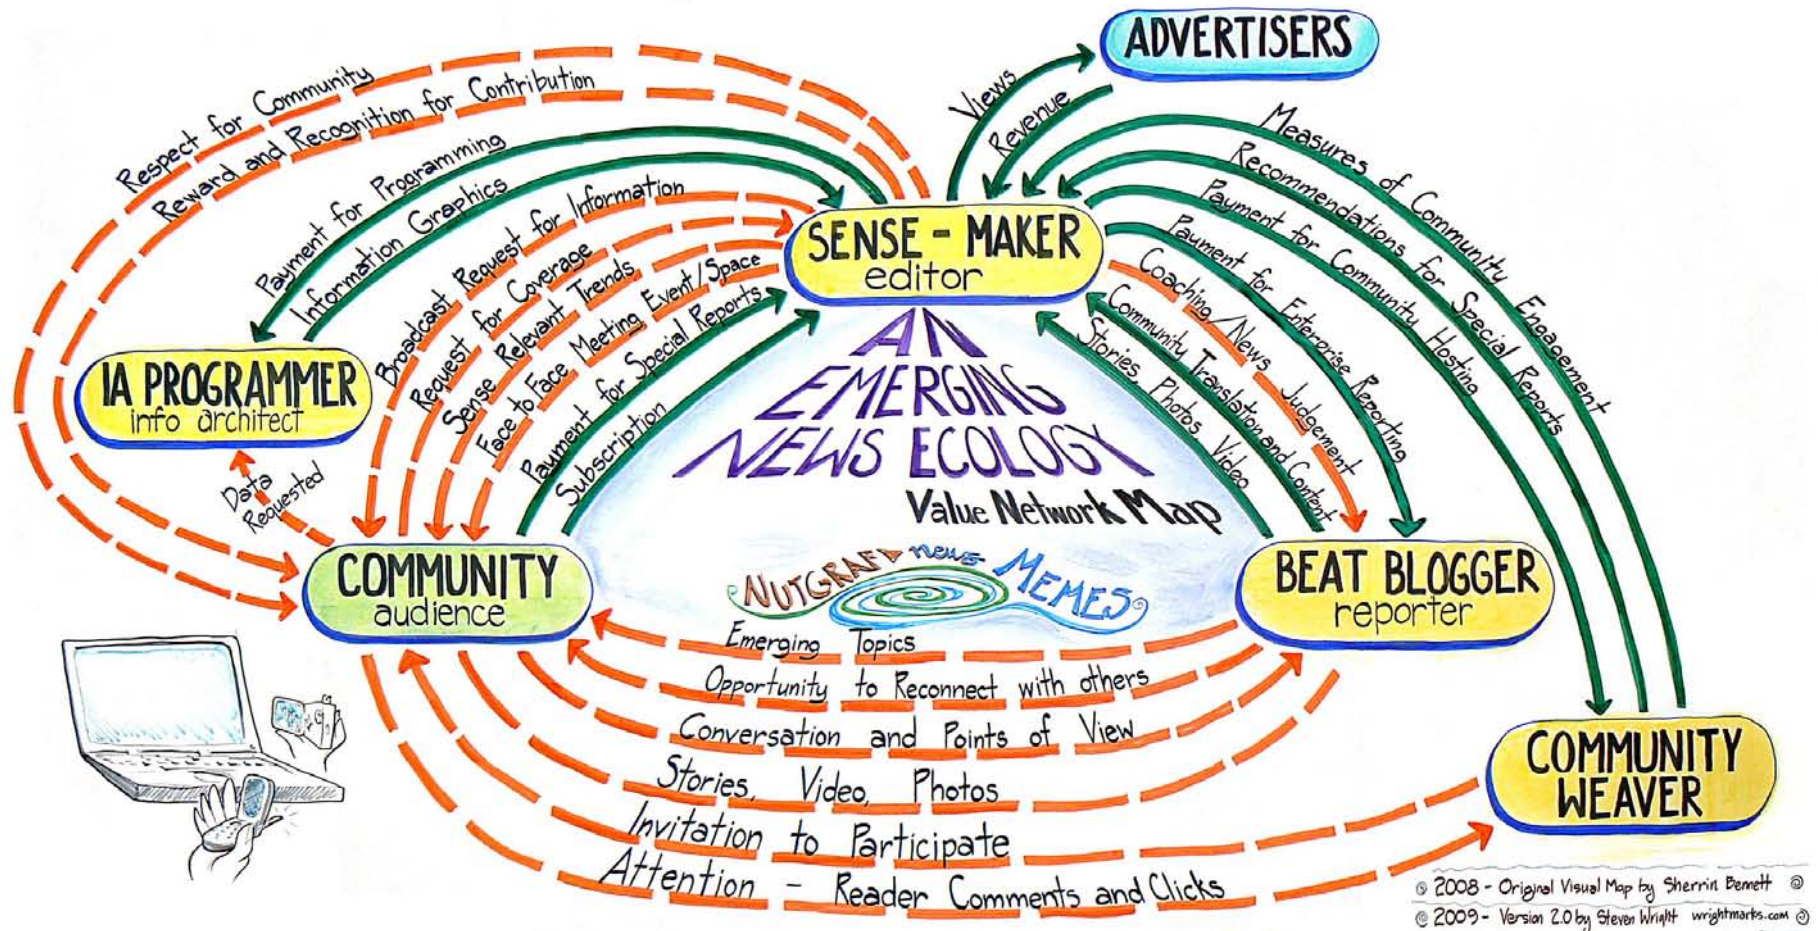 ADVERTISERS
Views
Revenue
Respect for Community
Reward and Recognition for Contribution
Payment for Programming
Information Graphics
Broadcast Request for Information
Request for Coverage
Sense Relevant Trends
Face to Face Meeting Event/Space
Payment for Special Reports
Subscription
SENSE-MAKER
editor
Measures of Community Engagement
Recommendations for Special Reports
Payment for Community Hosting
Payment for Enterorise Reporting
Coaching/News Judgement
Community Translation and Content
Stories, Photos, Video
IA PROGRAMMER
info architect
Data
Requested
AN
EMERGING
NEWS ECOLOGY
Value Network Map
NUTGRAF news MEMES
COMMUNITY
audience
BEAT BLOGGER
reporter
Emerging Topics
Opportunity to Reconnect with others
Conversation and Points of View
Stories, Video, Photos
Invitation to Participate
Attention - Reader Comments and Clicks
COMMUNITY
WEAVER
© 2008 - Original Visual Map by Sherrin Bennett
© 2009 - Version 2.0 by Steven Wright wrightmarks.com